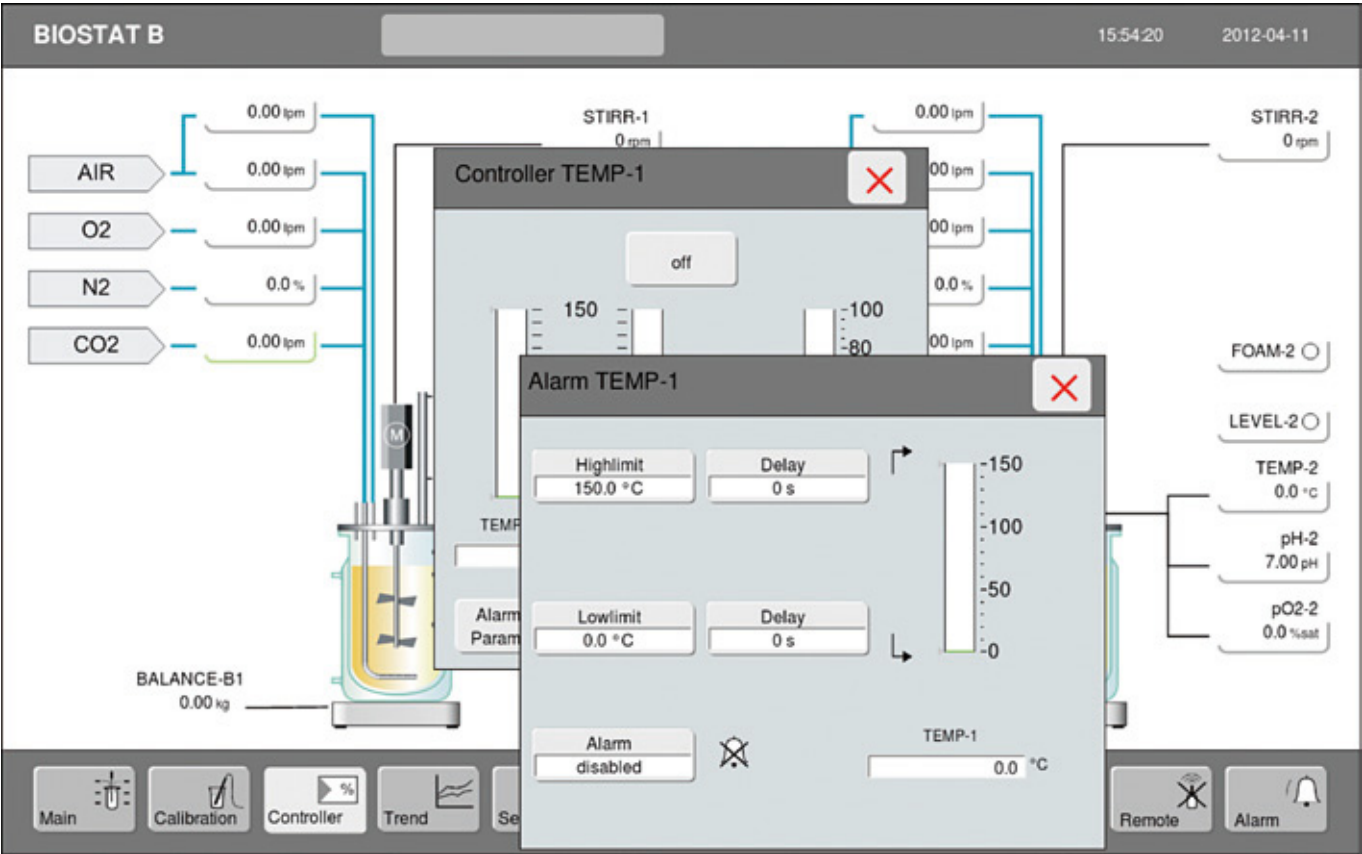 BIOSTAT B
15:54:20 2012-04-11
0.00 lpm
AIR 0.00 lpm
O2 0.00 lpm
N2 0.0 %
CO2 0.00 lpm
STIRR-1
0 rpm
0.00 lpm
00 lpm
00 lpm
0.0 %
00 lpm
STIRR-2
0 rpm
FOAM-2
LEVEL-2
TEMP-2
0.0 °C
pH-2
7.00 pH
pO2-2
0.0 %sat
Controller TEMP-1
off
150
-100
-80
TEMP
Alarm
Param
Alarm TEMP-1
Highlimit
150.0 °C
Delay
0 s
Lowlimit
0.0 °C
Delay
0 s
-150
-100
-50
-0
Alarm
disabled
TEMP-1
0.0 °C
M
BALANCE-B1
0.00 kg
Main
Calibration
%
Controller
Trend
Se
Remote
Alarm